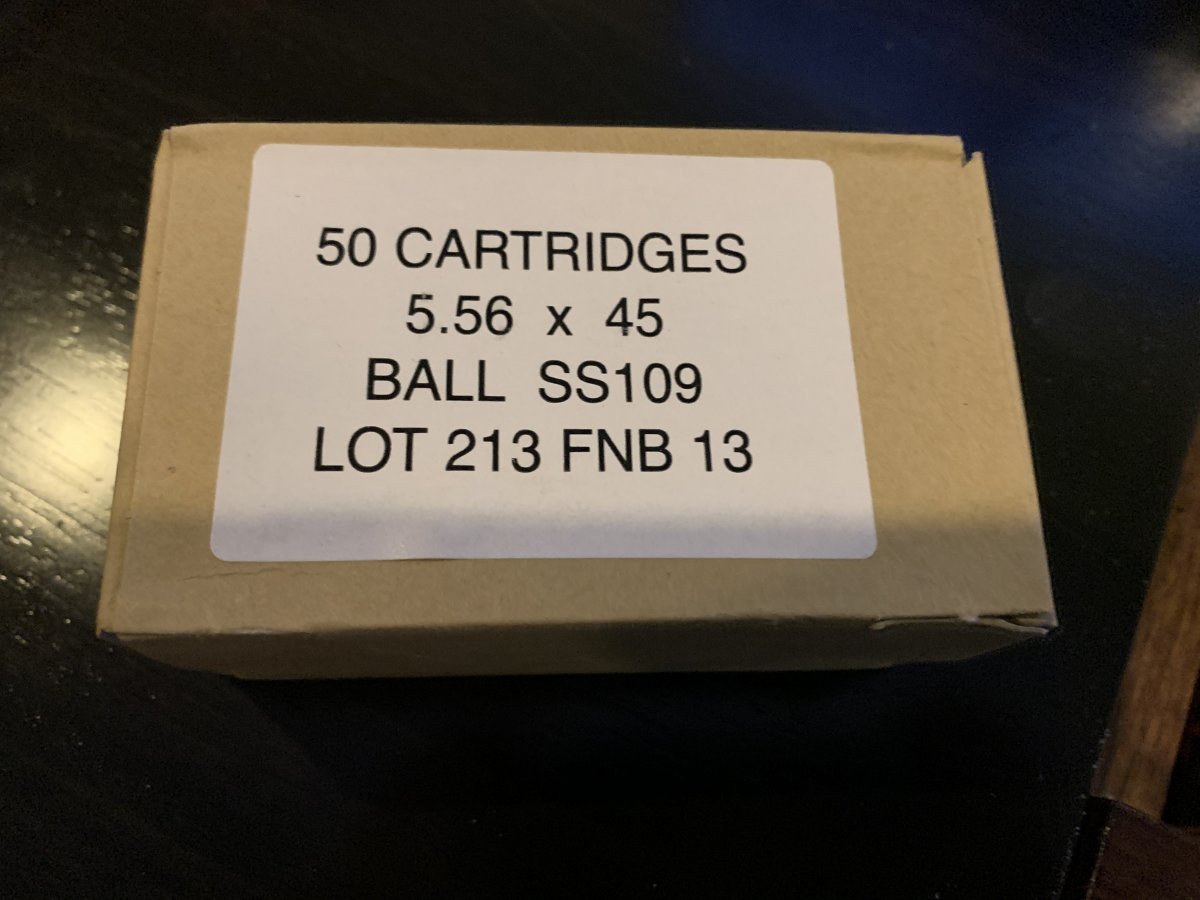 50 CARTRIDGES
5.56 x 45
BALL SS109
LOT 213 FNB 13